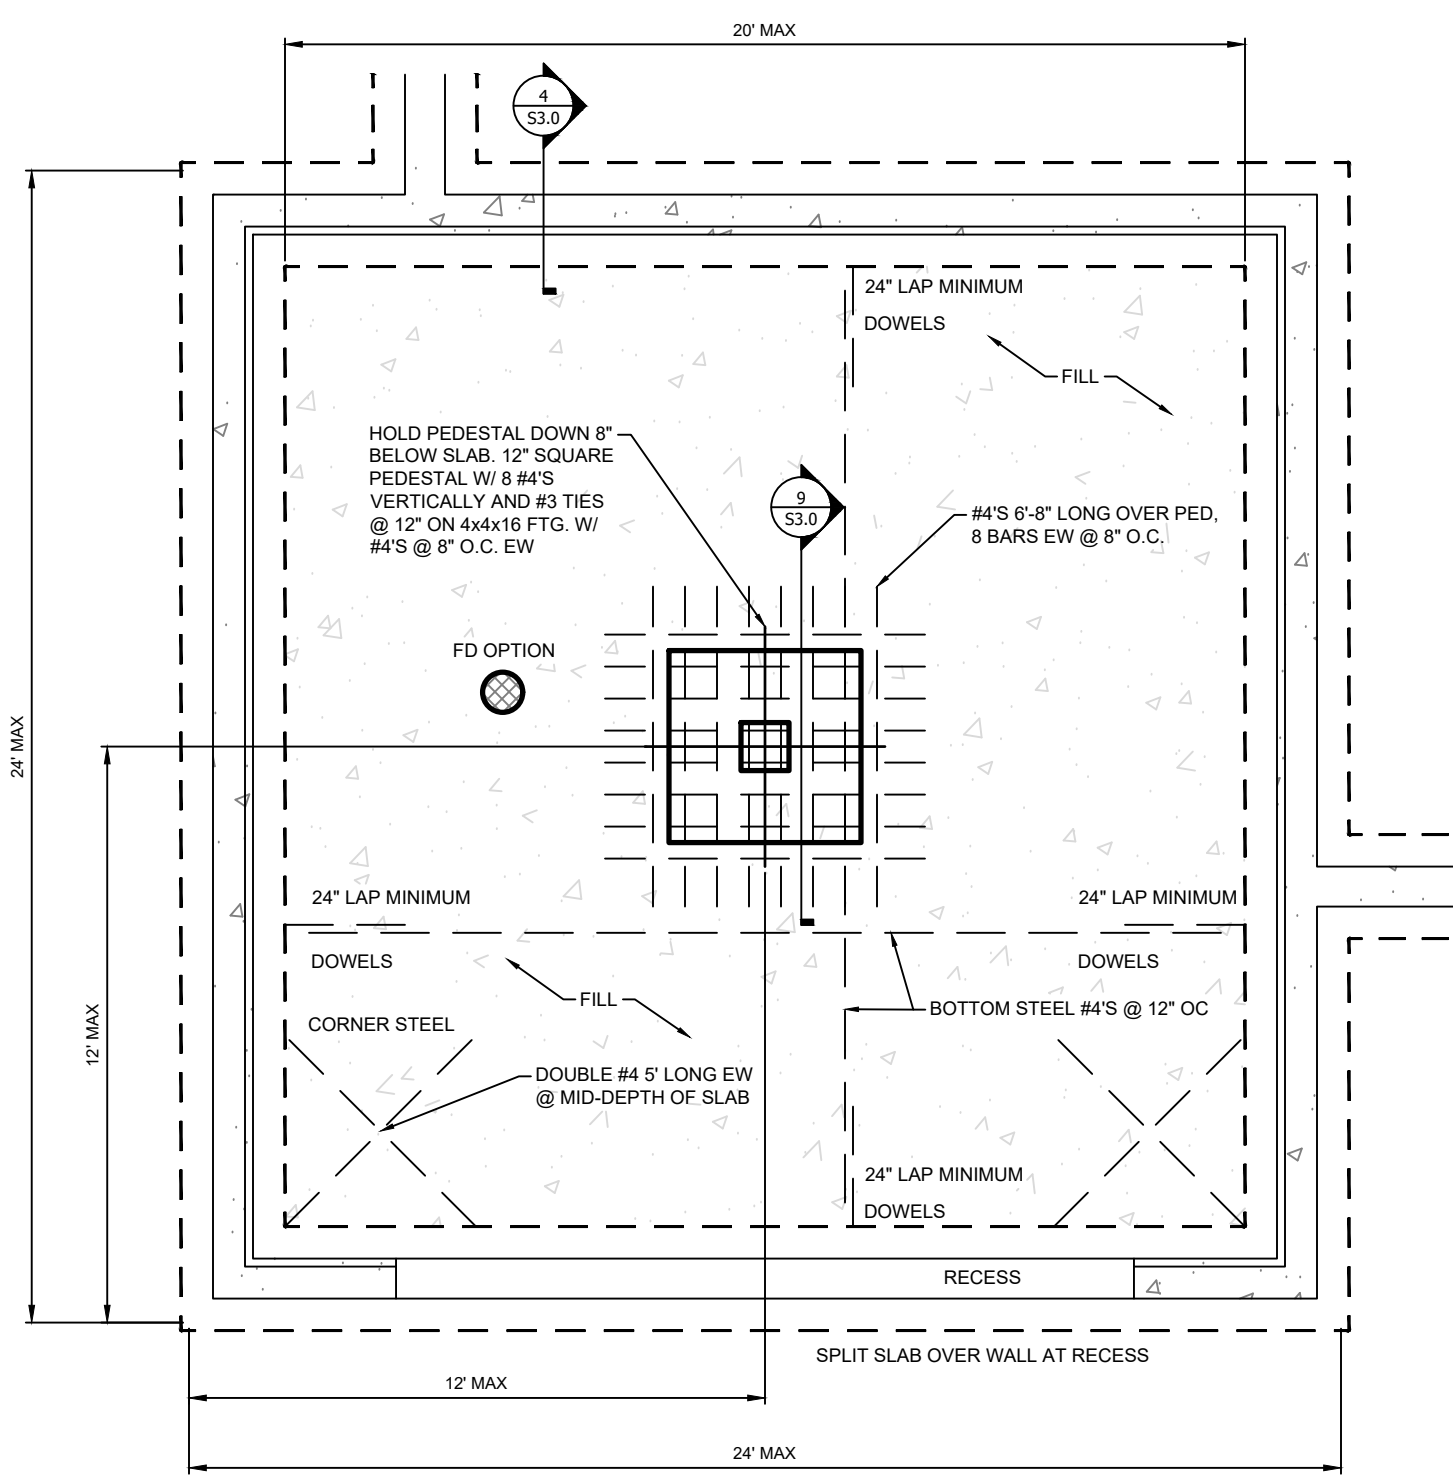 20' MAX
4
S3.0
24" LAP MINIMUM
DOWELS
FILL
HOLD PEDESTAL DOWN 8"
BELOW SLAB. 12" SQUARE
PEDESTAL W/ 8 #4'S
VERTICALLY AND #3 TIES
@ 12" ON 4x4x16 FTG. W/
#4'S @ 8" O.C. EW
9
S3.0
#4'S 6'-8" LONG OVER PED,
8 BARS EW @ 8" O.C.
FD OPTION
24' MAX
24" LAP MINIMUM
24" LAP MINIMUM
DOWELS
DOWELS
FILL
BOTTOM STEEL #4'S @ 12" OC
12' MAX
CORNER STEEL
DOUBLE #4 5' LONG EW
@ MID-DEPTH OF SLAB
24" LAP MINIMUM
DOWELS
RECESS
SPLIT SLAB OVER WALL AT RECESS
12' MAX
24' MAX